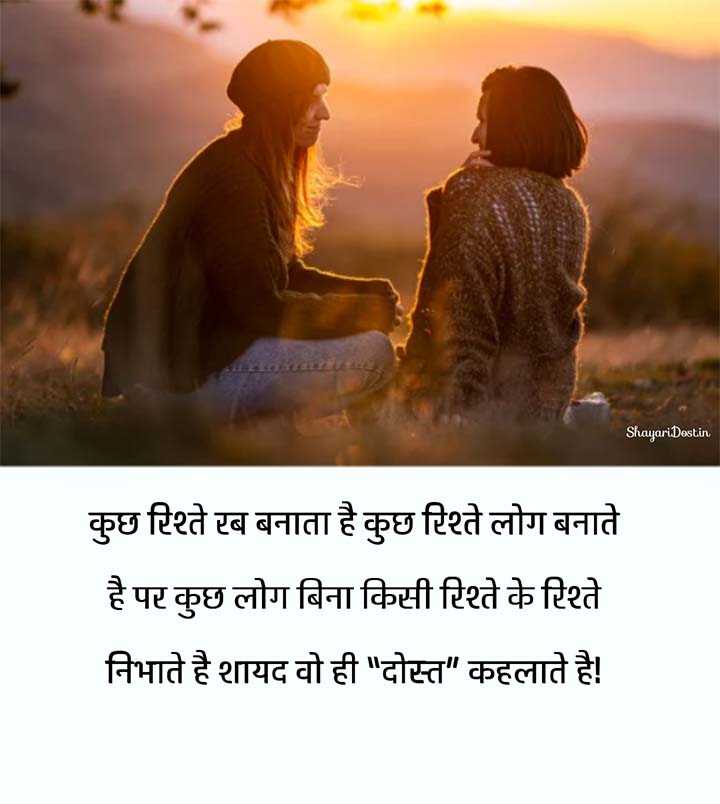 ShayariDost.in
कुछ रिश्ते रब बनाता है कुछ रिश्ते लोग बनाते
है पर कुछ लोग बिना किसी रिश्ते के रिश्ते
निभाते है शायद वो ही "दोस्त" कहलाते है!